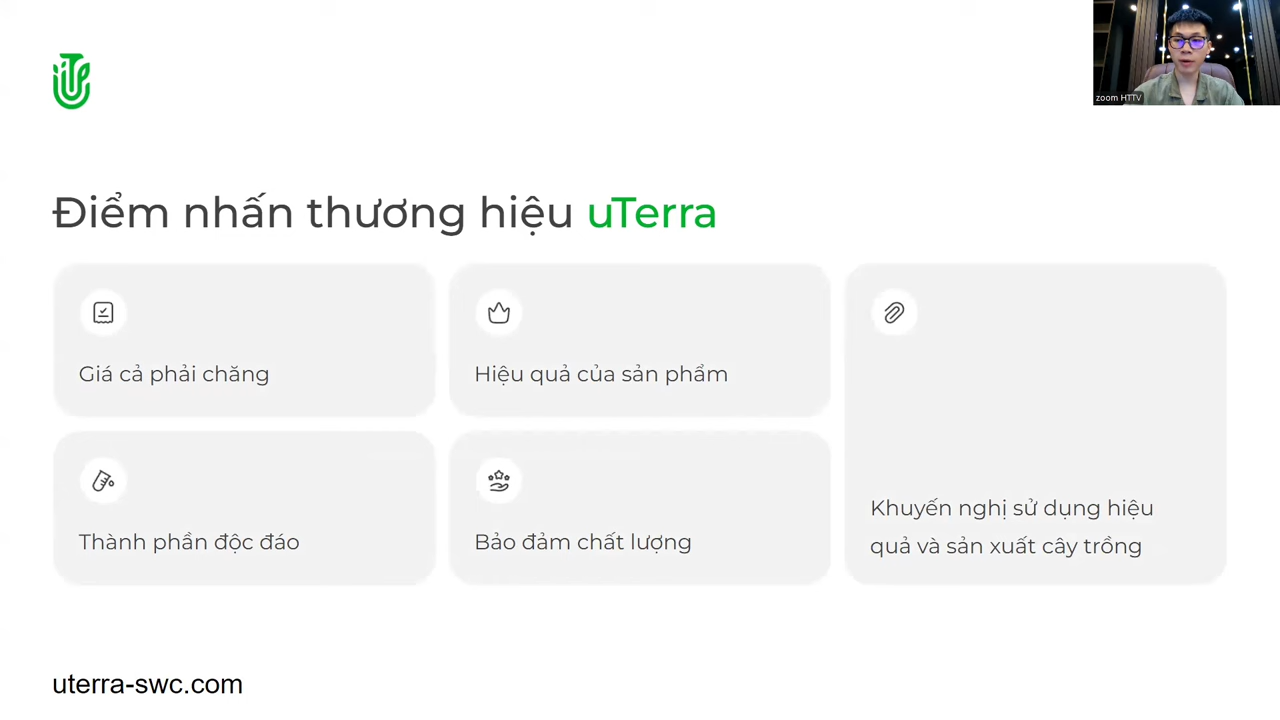 zoom HTTV
Điểm nhấn thương hiệu uTerra
Giá cả phải chăng
Hiệu quả của sản phẩm
Thành phần độc đáo
Bảo đảm chất lượng
Khuyến nghị sử dụng hiệu
quả và sản xuất cây trồng
uterra-swc.com